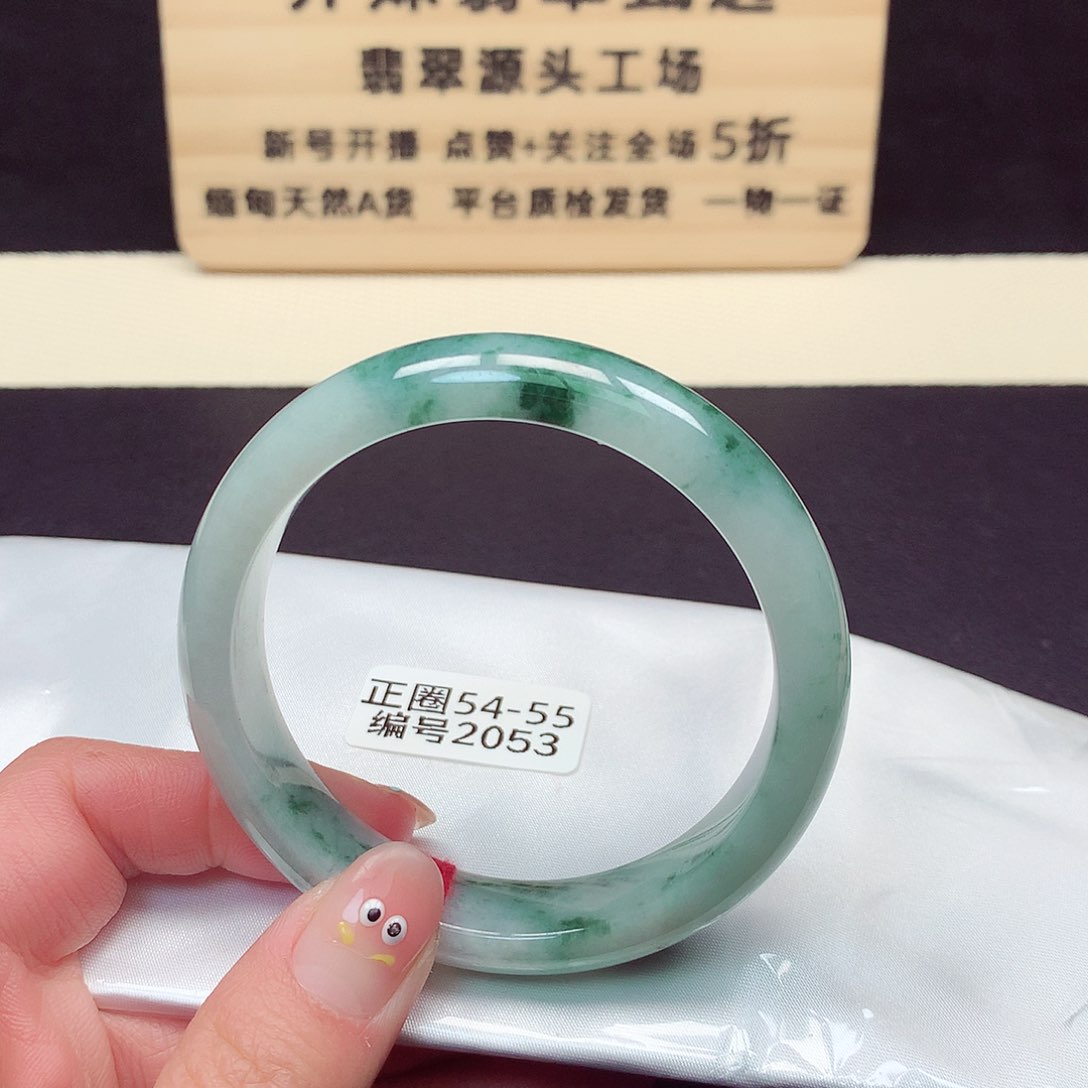 翡翠源头工场
新号开播 点赞+关注全场5折
缅甸天然A货 平台质检发货 一物一证
正圈54-55
编号2053